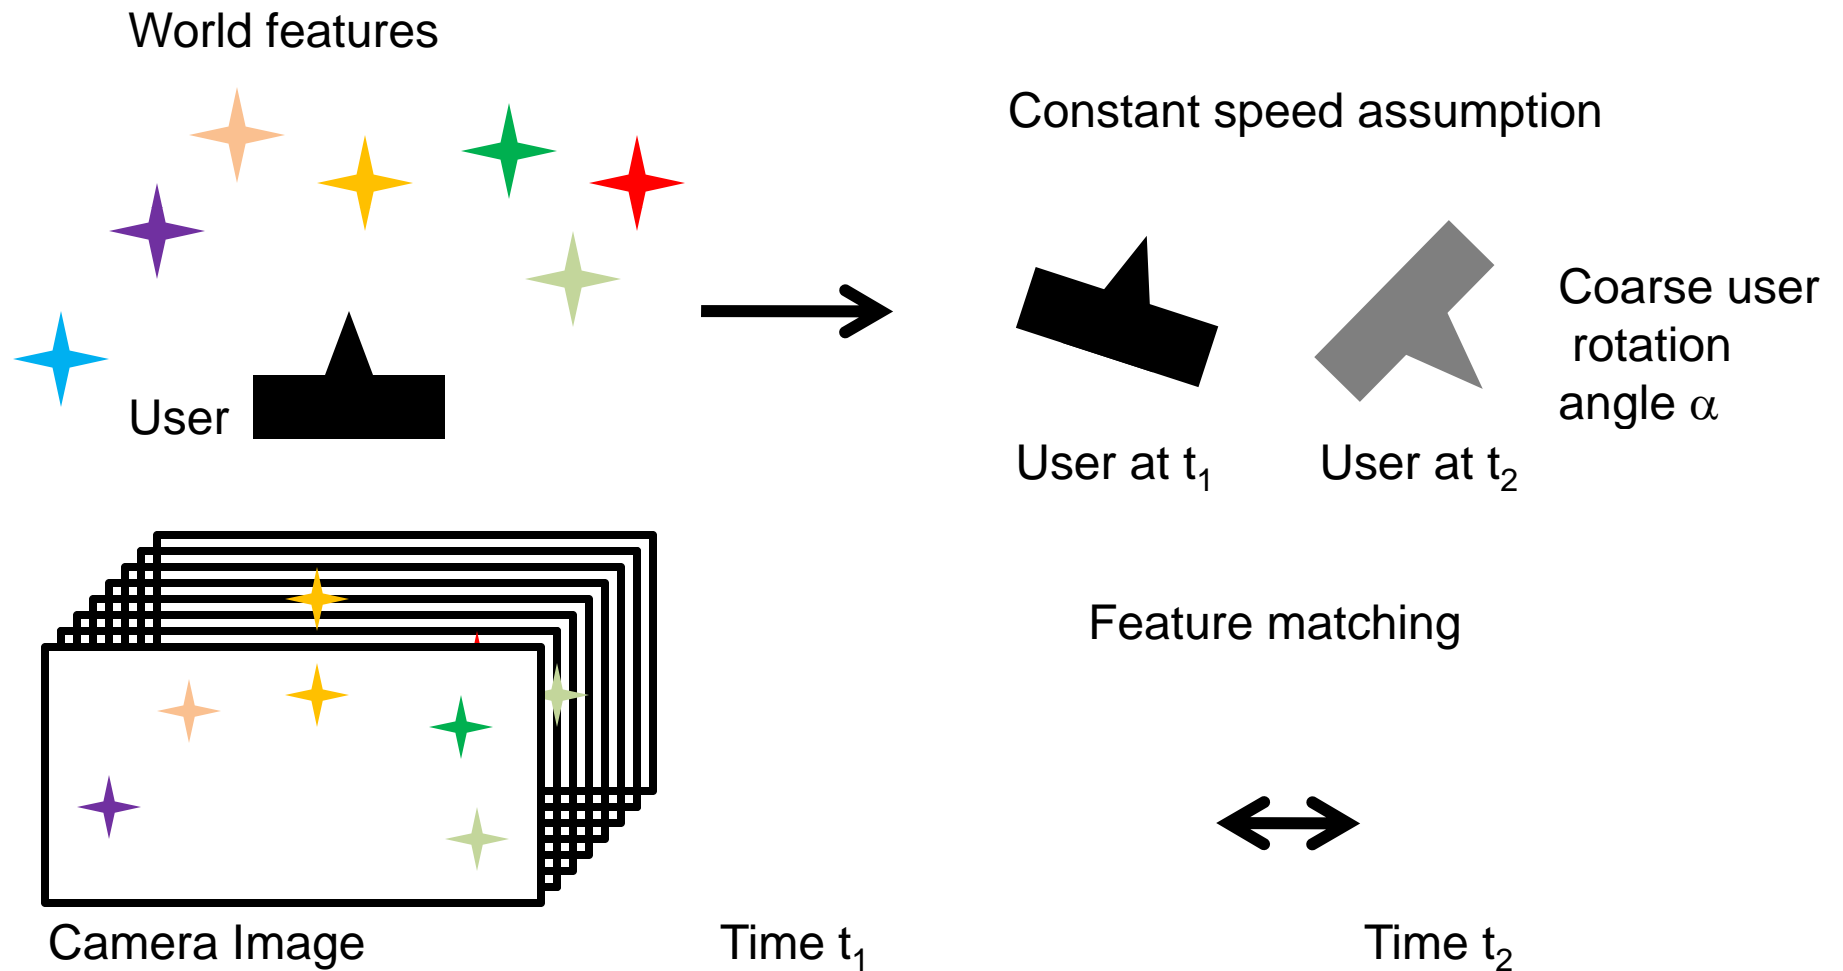 World features
Constant speed assumption
Coarse user
rotation
angle α
User
User at t₁
User at t₂
Feature matching
Camera Image
Time t₁
Time t₂